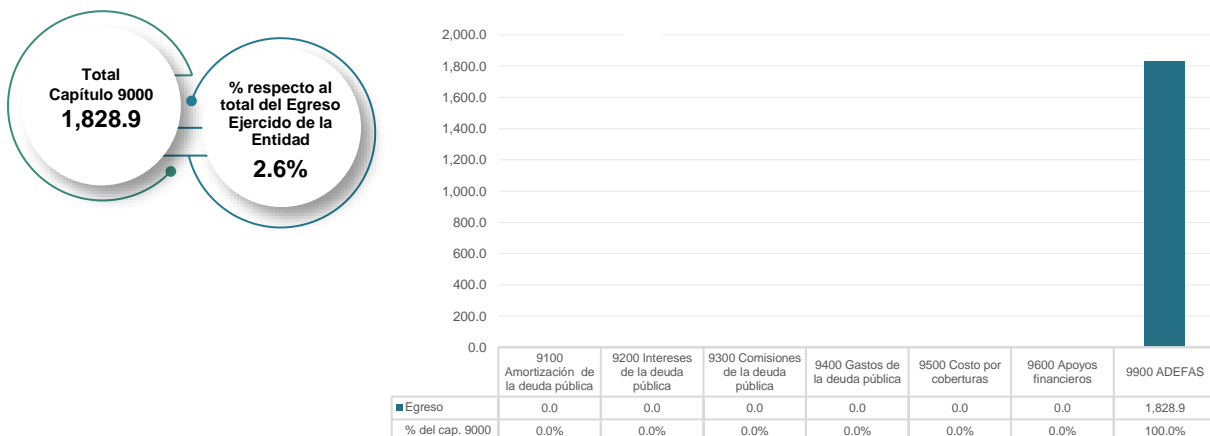 Total
Capítulo 9000
1,828.9
% respecto al
total del Egreso
Ejercido de la
Entidad
2.6%
2,000.0
1,800.0
1,600.0
1,400.0
1,200.0
1,000.0
800.0
600.0
400.0
200.0
0.0
9100
Amortización de
la deuda pública
9200 Intereses
de la deuda
pública
9300 Comisiones
de la deuda
pública
9400 Gastos de
la deuda pública
9500 Costo por
coberturas
9600 Apoyos
financieros
9900 ADEFAS
Egreso 0.0 0.0 0.0 0.0 0.0 0.0 1,828.9
% del cap. 9000 0.0% 0.0% 0.0% 0.0% 0.0% 0.0% 100.0%